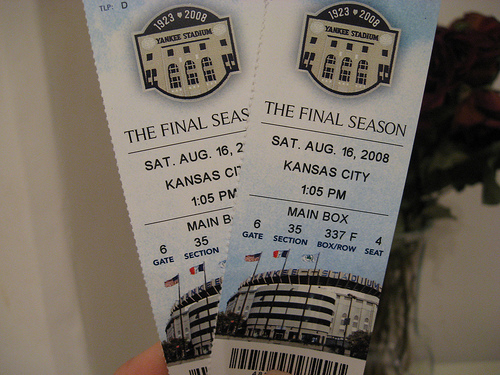 TLP: D
1923 ♥ 2008
YANKEE STADIUM
THE FINAL SEAS
SAT. AUG. 16, 2
KANSAS CI
1:05 PM
MAIN B
6 35
GATE SECTION
1923 ♥ 2008
YANKEE STADIUM
THE FINAL SEASON
SAT. AUG. 16, 2008
KANSAS CITY
1:05 PM
MAIN BOX
6 35 337 F 4
GATE SECTION BOX/ROW SEAT